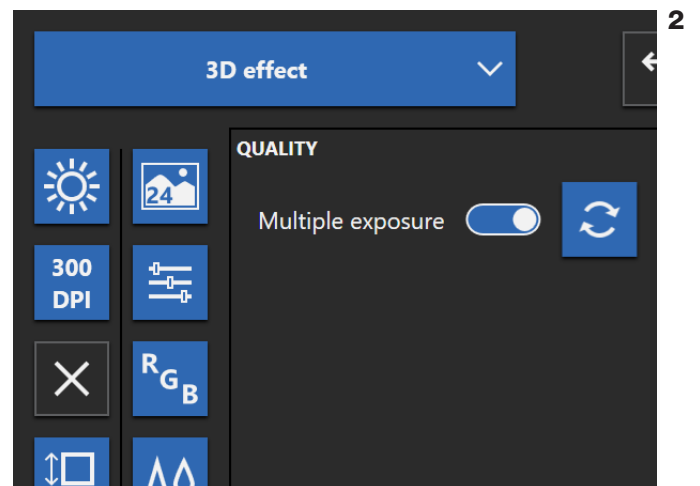 2
3D effect
QUALITY
24
Multiple exposure
300
DPI
R
G
B